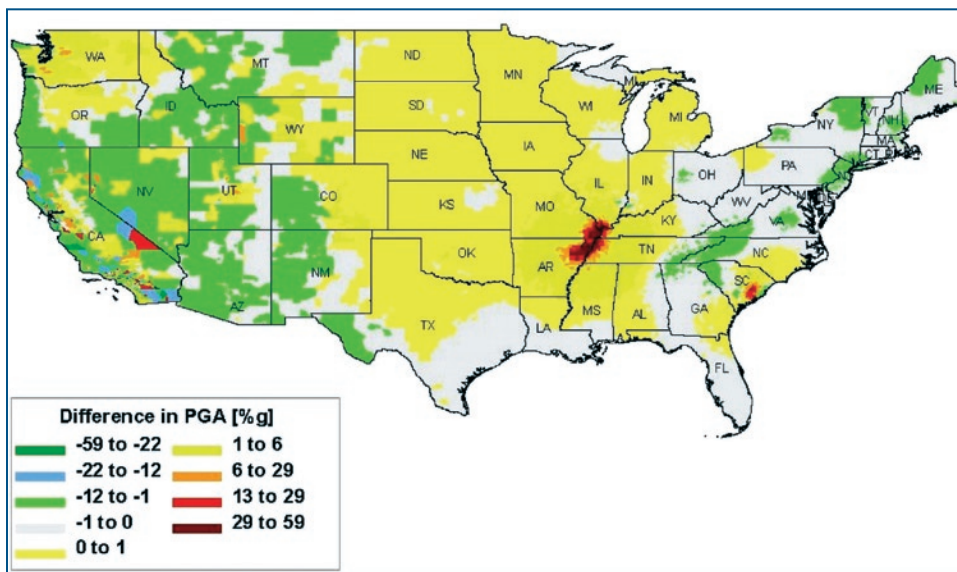 WA
MT
ND
MN
ME
OR
ID
SD
WI
MI
MI
VT
NH
NY
WY
MA
CT
NE
IA
PA
NV
UT
IL
IN
OH
NJ
CO
WV
CA
KS
MO
KY
VA
AZ
NM
OK
AR
TN
NC
SC
TX
MS
AL
GA
LA
FL
Difference in PGA [%g]
-59 to -22 1 to 6
-22 to -12 6 to 29
-12 to -1 13 to 29
-1 to 0 29 to 59
0 to 1